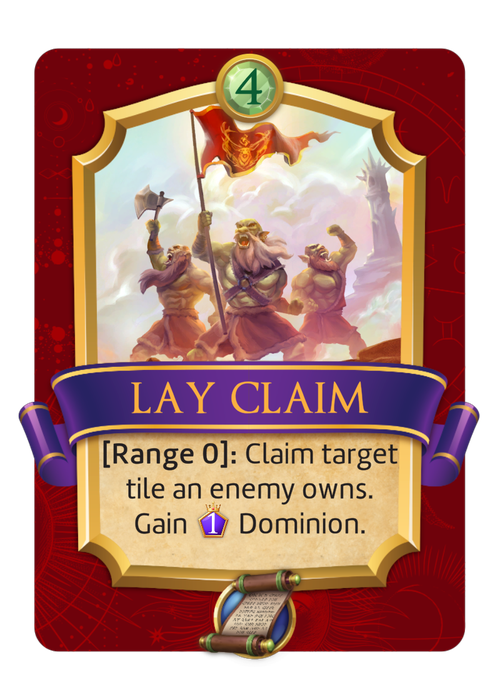 4
LAY CLAIM
[Range 0]: Claim target
tile an enemy owns.
Gain 1 Dominion.